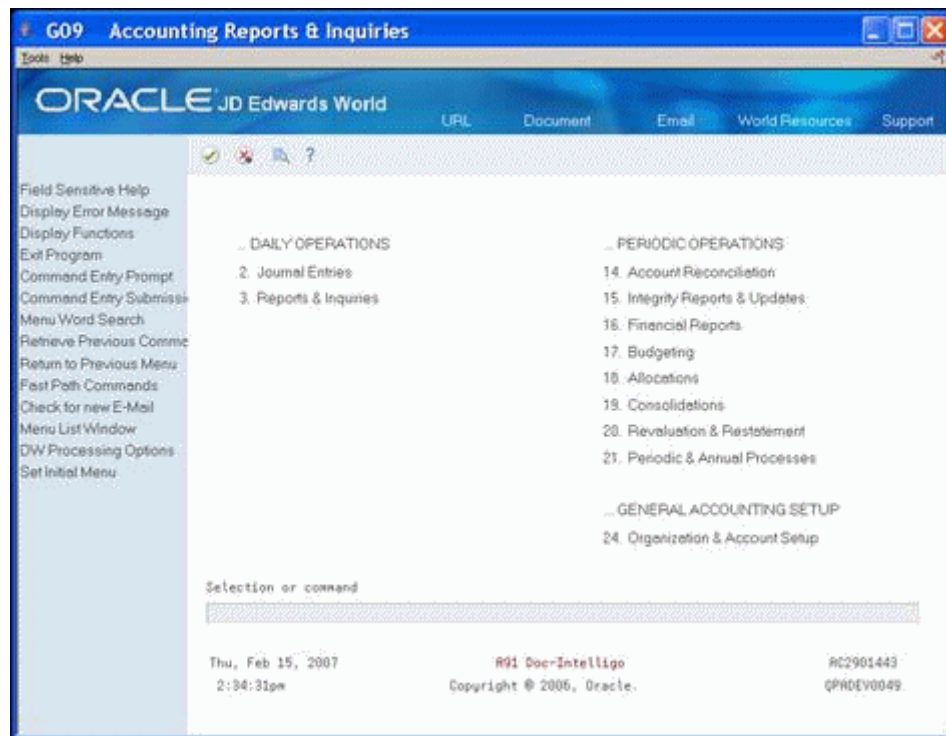 G09 Accounting Reports & Inquiries
Tools Help
ORACLE JD Edwards World
URL Document Email World Resources Support
?
Field Sensitive Help
Display Error Message
Display Functions
Exit Program
Command Entry Prompt
Command Entry Submissi
Menu Word Search
Retrieve Previous Comme
Return to Previous Menu
Fast Path Commands
Check for new E-Mail
Menu List Window
DW Processing Options
Set Initial Menu
... DAILY OPERATIONS
2. Journal Entries
3. Reports & Inquiries
... PERIODIC OPERATIONS
14. Account Reconciliation
15. Integrity Reports & Updates
16. Financial Reports
17. Budgeting
18. Allocations
19. Consolidations
20. Revaluation & Restatement
21. Periodic & Annual Processes
... GENERAL ACCOUNTING SETUP
24. Organization & Account Setup
Selection or command
Thu, Feb 15, 2007 R91 Doc-Intelligo RC2901443
2:34:31pm Copyright © 2006, Oracle. QPADEV0049